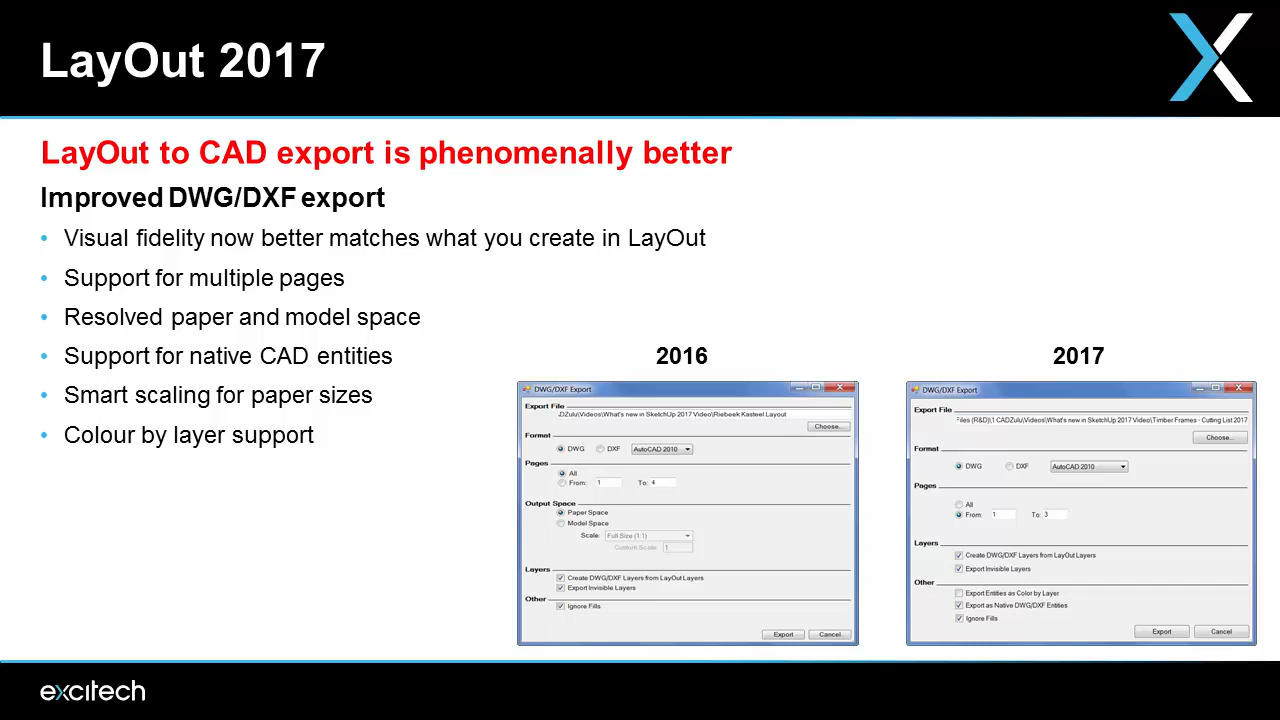 LayOut 2017
LayOut to CAD export is phenomenally better
Improved DWG/DXF export
• Visual fidelity now better matches what you create in LayOut
• Support for multiple pages
• Resolved paper and model space
• Support for native CAD entities
• Smart scaling for paper sizes
• Colour by layer support
2016
DWG/DXF Export
Export File
.DZulu\Videos\What's new in SketchUp 2017 Video\Riebeek Kasteel Layout
Choose...
Format
DWG DXF AutoCAD 2010
Pages
All
From: 1 To: 4
Output Space
Paper Space
Model Space
Scale: Full Size (1:1)
Custom Scale: 1
Layers
Create DWG/DXF Layers from LayOut Layers
Export Invisible Layers
Other
Ignore Fills
Export Cancel
2017
DWG/DXF Export
Export File
Files (R&D)\1 CADZulu\Videos\What's new in SketchUp 2017 Video\Timber Frames - Cutting List 2017
Choose...
Format
DWG DXF AutoCAD 2010
Pages
All
From: 1 To: 3
Layers
Create DWG/DXF Layers from LayOut Layers
Export Invisible Layers
Other
Export Entities as Color by Layer
Export as Native DWG/DXF Entities
Ignore Fills
Export Cancel
excitech